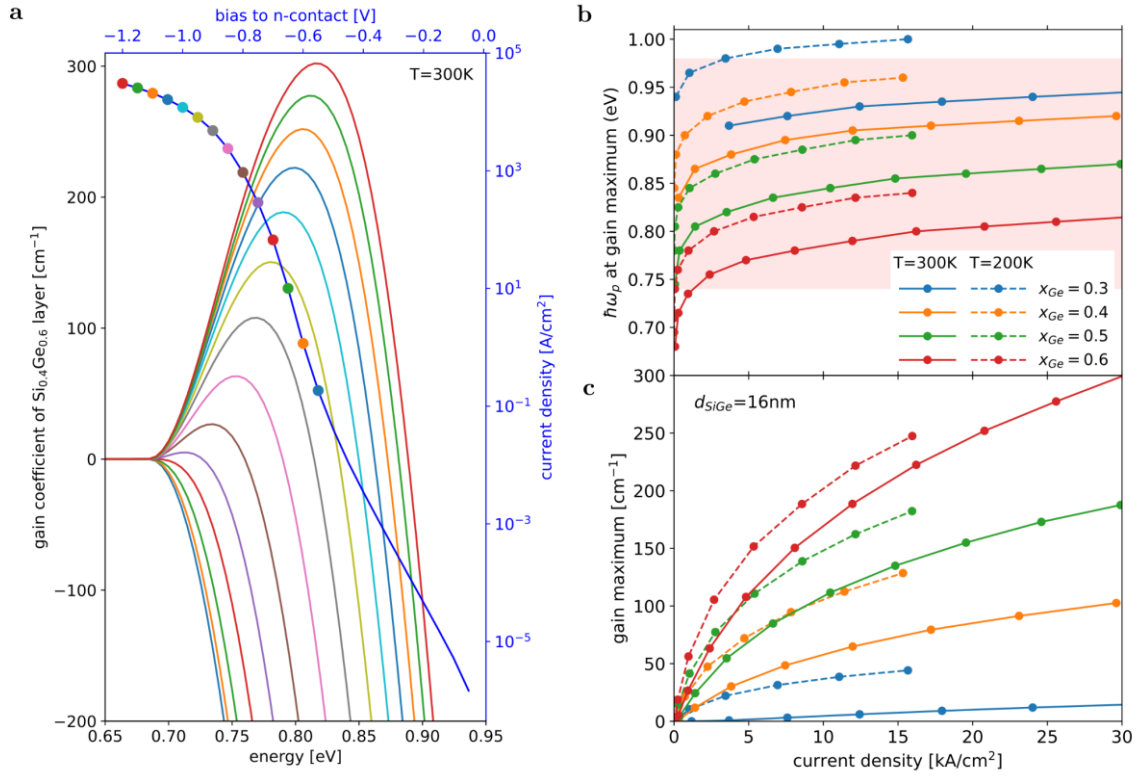 a
bias to n-contact [V]
−1.2 −1.0 −0.8 −0.6 −0.4 −0.2 0.0
T=300K
gain coefficient of Si0.4Ge0.6 layer [cm⁻¹]
300
200
100
0
−100
−200
0.65 0.70 0.75 0.80 0.85 0.90 0.95
energy [eV]
10⁵
10³
10¹
10⁻¹
10⁻³
10⁻⁵
current density [A/cm²]
b
ℏωₚ at gain maximum (eV)
1.00
0.95
0.90
0.85
0.80
0.75
0.70
T=300K T=200K
xGe = 0.3
xGe = 0.4
xGe = 0.5
xGe = 0.6
c
dSiGe=16nm
gain maximum [cm⁻¹]
300
250
200
150
100
50
0
0 5 10 15 20 25 30
current density [kA/cm²]